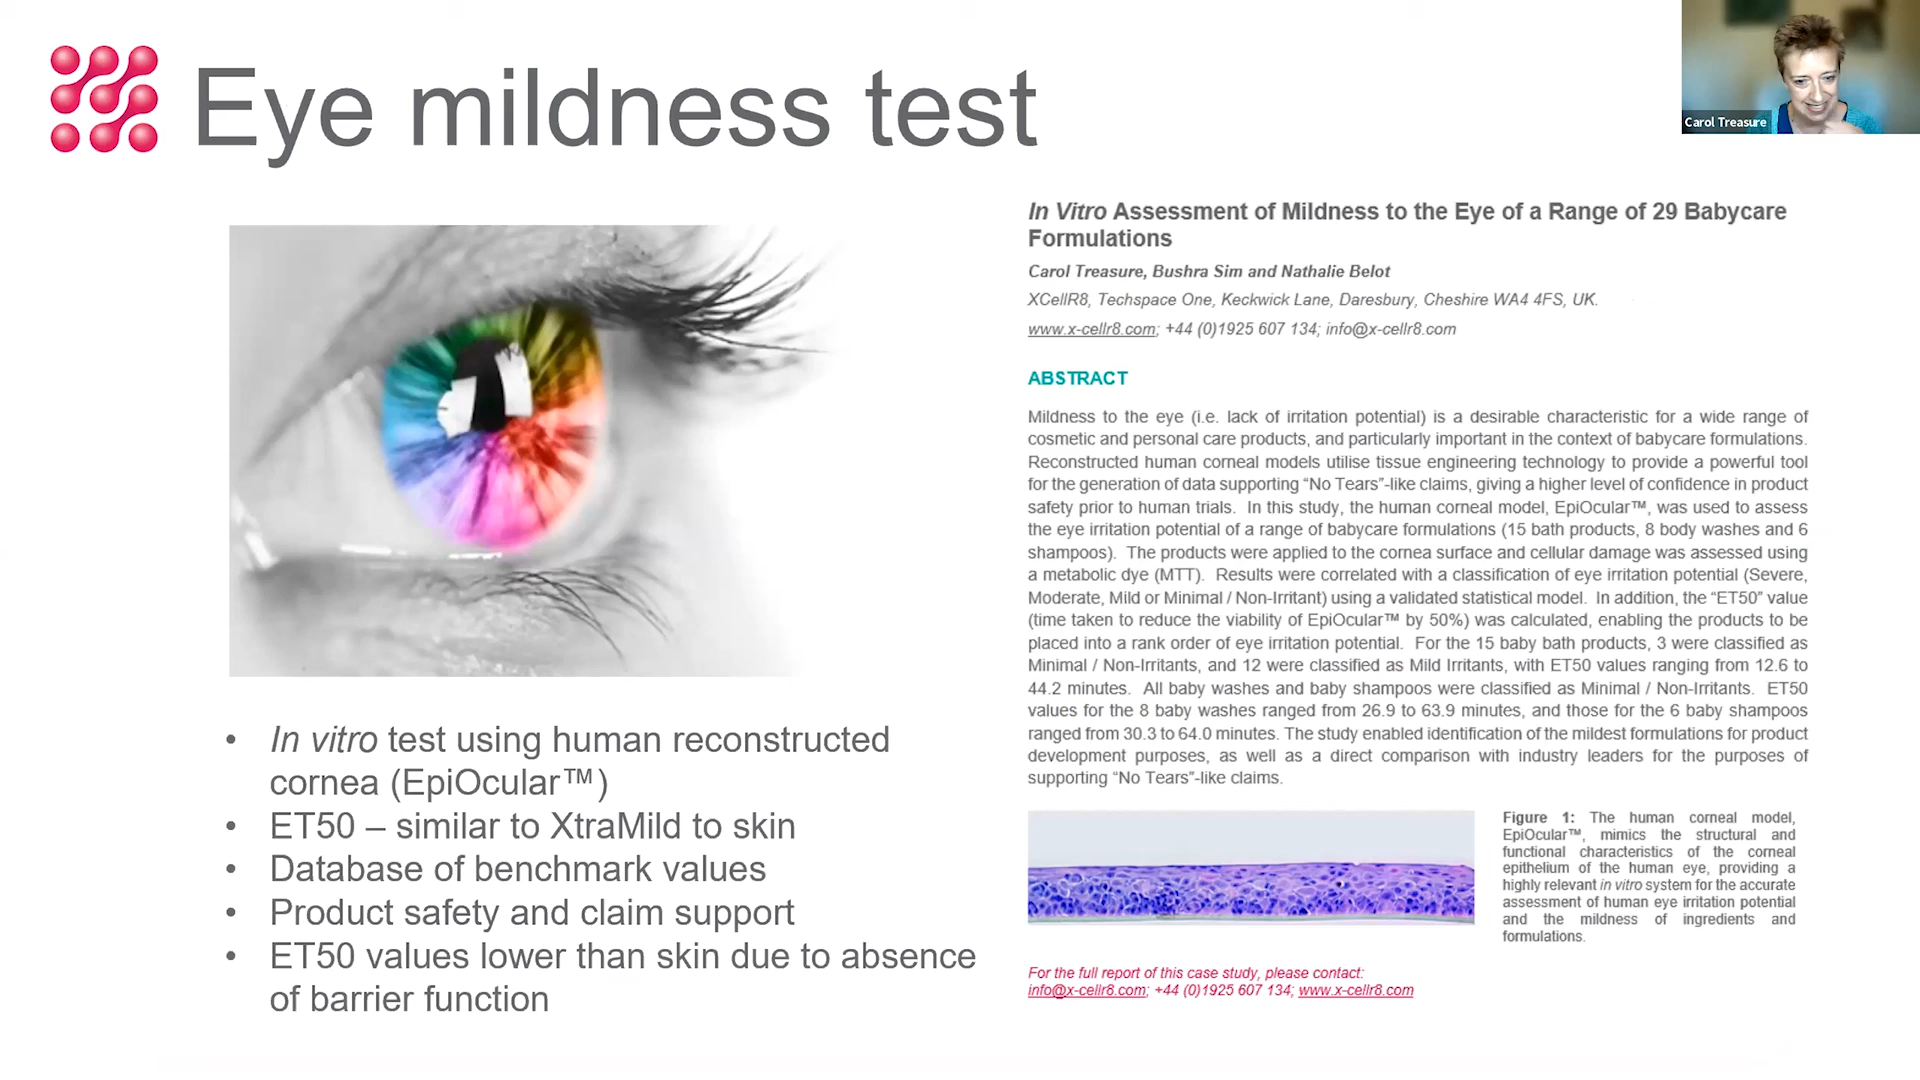 Eye mildness test
Carol Treasure
In vitro test using human reconstructed
cornea (EpiOcular™)
ET50 – similar to XtraMild to skin
Database of benchmark values
Product safety and claim support
ET50 values lower than skin due to absence
of barrier function
In Vitro Assessment of Mildness to the Eye of a Range of 29 Babycare
Formulations
Carol Treasure, Bushra Sim and Nathalie Belot
XCellR8, Techspace One, Keckwick Lane, Daresbury, Cheshire WA4 4FS, UK.
www.x-cellr8.com; +44 (0)1925 607 134; info@x-cellr8.com
ABSTRACT
Mildness to the eye (i.e. lack of irritation potential) is a desirable characteristic for a wide range of
cosmetic and personal care products, and particularly important in the context of babycare formulations.
Reconstructed human corneal models utilise tissue engineering technology to provide a powerful tool
for the generation of data supporting “No Tears”-like claims, giving a higher level of confidence in product
safety prior to human trials. In this study, the human corneal model, EpiOcular™, was used to assess
the eye irritation potential of a range of babycare formulations (15 bath products, 8 body washes and 6
shampoos). The products were applied to the cornea surface and cellular damage was assessed using
a metabolic dye (MTT). Results were correlated with a classification of eye irritation potential (Severe,
Moderate, Mild or Minimal / Non-Irritant) using a validated statistical model. In addition, the “ET50” value
(time taken to reduce the viability of EpiOcular™ by 50%) was calculated, enabling the products to be
placed into a rank order of eye irritation potential. For the 15 baby bath products, 3 were classified as
Minimal / Non-Irritants, and 12 were classified as Mild Irritants, with ET50 values ranging from 12.6 to
44.2 minutes. All baby washes and baby shampoos were classified as Minimal / Non-Irritants. ET50
values for the 8 baby washes ranged from 26.9 to 63.9 minutes, and those for the 6 baby shampoos
ranged from 30.3 to 64.0 minutes. The study enabled identification of the mildest formulations for product
development purposes, as well as a direct comparison with industry leaders for the purposes of
supporting “No Tears”-like claims.
Figure 1: The human corneal model,
EpiOcular™, mimics the structural and
functional characteristics of the corneal
epithelium of the human eye, providing a
highly relevant in vitro system for the accurate
assessment of human eye irritation potential
and the mildness of ingredients and
formulations.
For the full report of this case study, please contact:
info@x-cellr8.com; +44 (0)1925 607 134; www.x-cellr8.com